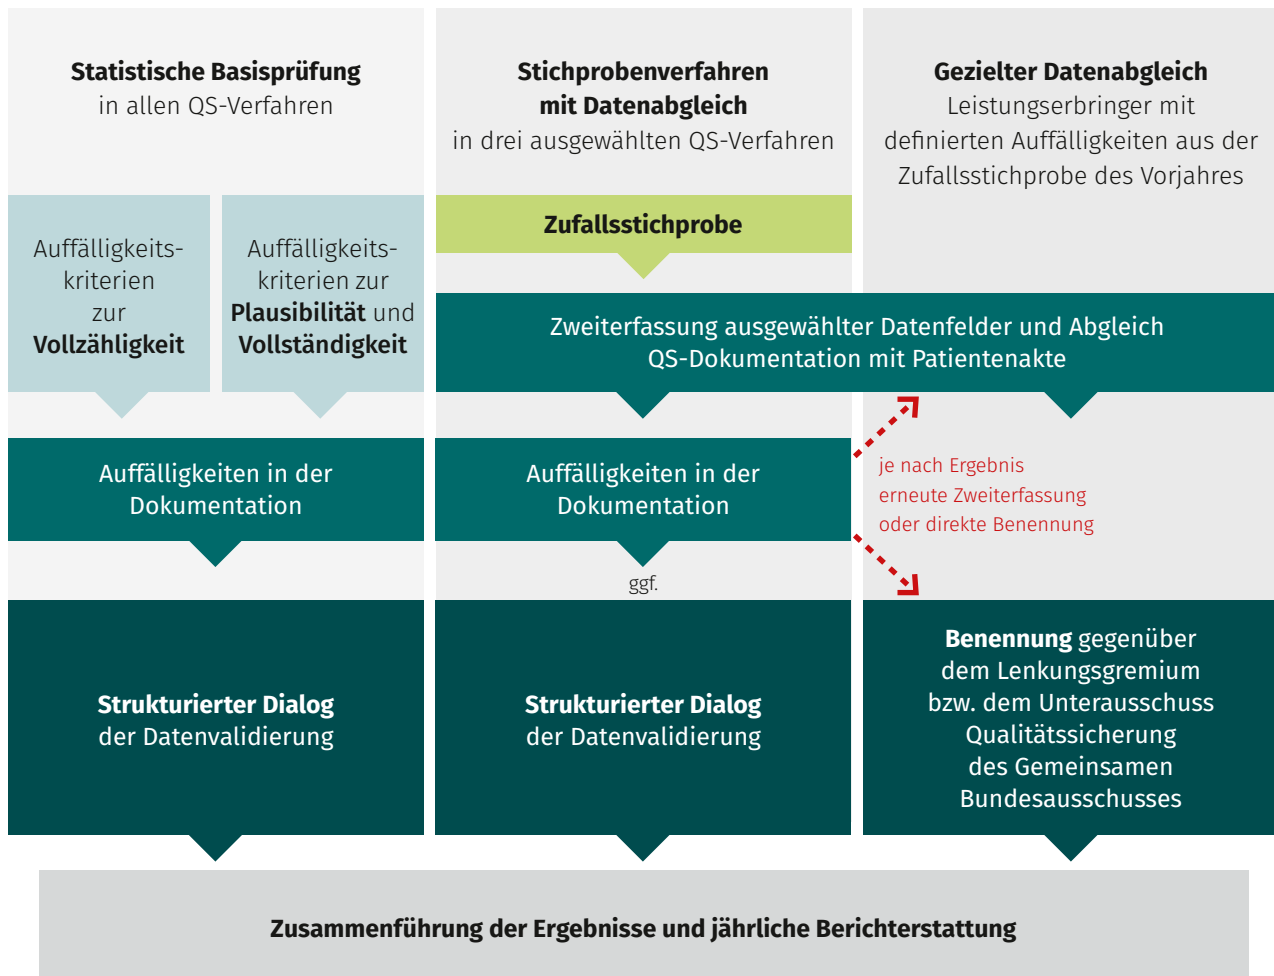 Statistische Basisprüfung
in allen QS-Verfahren
Auffälligkeits-
kriterien
zur
Vollzähligkeit
Auffälligkeits-
kriterien zur
Plausibilität und
Vollständigkeit
Auffälligkeiten in der
Dokumentation
Strukturierter Dialog
der Datenvalidierung
Stichprobenverfahren
mit Datenabgleich
in drei ausgewählten QS-Verfahren
Zufallsstichprobe
Zweiterfassung ausgewählter Datenfelder und Abgleich
QS-Dokumentation mit Patientenakte
Auffälligkeiten in der
Dokumentation
ggf.
Strukturierter Dialog
der Datenvalidierung
Gezielter Datenabgleich
Leistungserbringer mit
definierten Auffälligkeiten aus der
Zufallsstichprobe des Vorjahres
je nach Ergebnis
erneute Zweiterfassung
oder direkte Benennung
Benennung gegenüber
dem Lenkungsgremium
bzw. dem Unterausschuss
Qualitätssicherung
des Gemeinsamen
Bundesausschusses
Zusammenführung der Ergebnisse und jährliche Berichterstattung